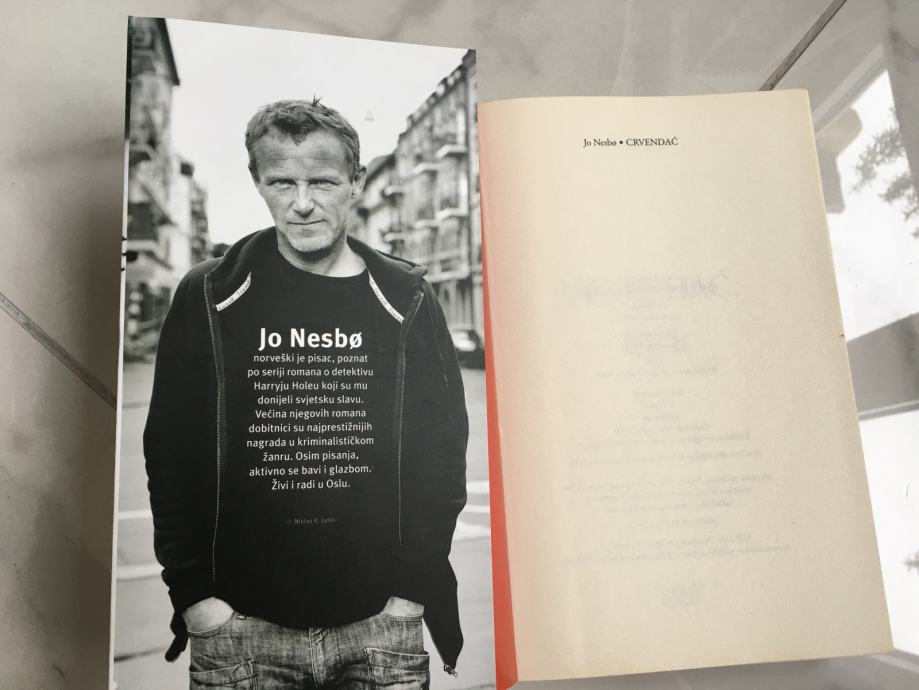 Jo Nesbø
norveški je pisac, poznat
po seriji romana o detektivu
Harryju Holeu koji su mu
donijeli svjetsku slavu.
Većina njegovih romana
dobitnici su najprestižnijih
nagrada u kriminalističkom
žanru. Osim pisanja,
aktivno se bavi i glazbom.
Živi i radi u Oslu.
© Niklas R. Lello
Jo Nesbø • CRVENDAĆ